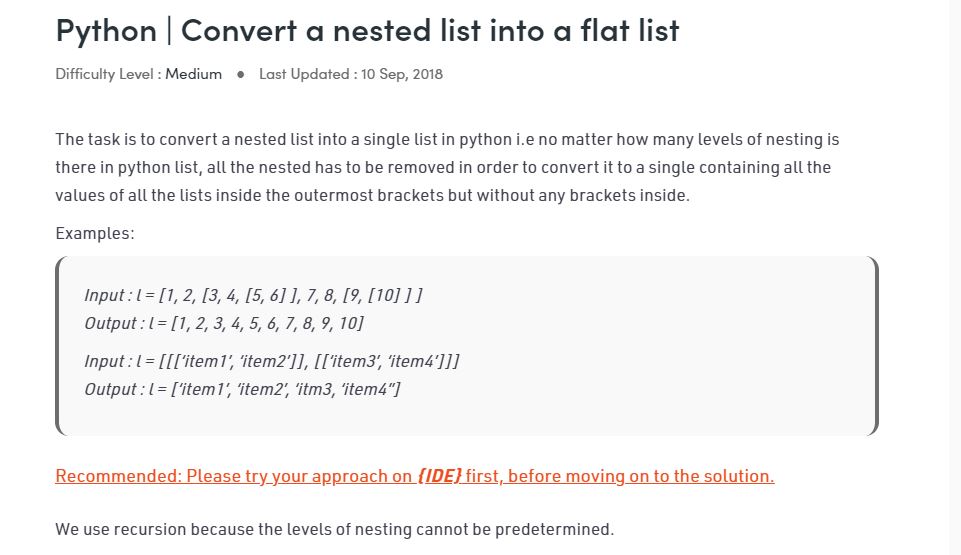 Python | Convert a nested list into a flat list
Difficulty Level : Medium ● Last Updated : 10 Sep, 2018
The task is to convert a nested list into a single list in python i.e no matter how many levels of nesting is
there in python list, all the nested has to be removed in order to convert it to a single containing all the
values of all the lists inside the outermost brackets but without any brackets inside.
Examples:
Input : l = [1, 2, [3, 4, [5, 6] ], 7, 8, [9, [10] ] ]
Output : l = [1, 2, 3, 4, 5, 6, 7, 8, 9, 10]
Input : l = [[[‘item1’, ‘item2’]], [[‘item3’, ‘item4’]]]
Output : l = [‘item1’, ‘item2’, ‘itm3, ‘item4”]
Recommended: Please try your approach on {IDE} first, before moving on to the solution.
We use recursion because the levels of nesting cannot be predetermined.